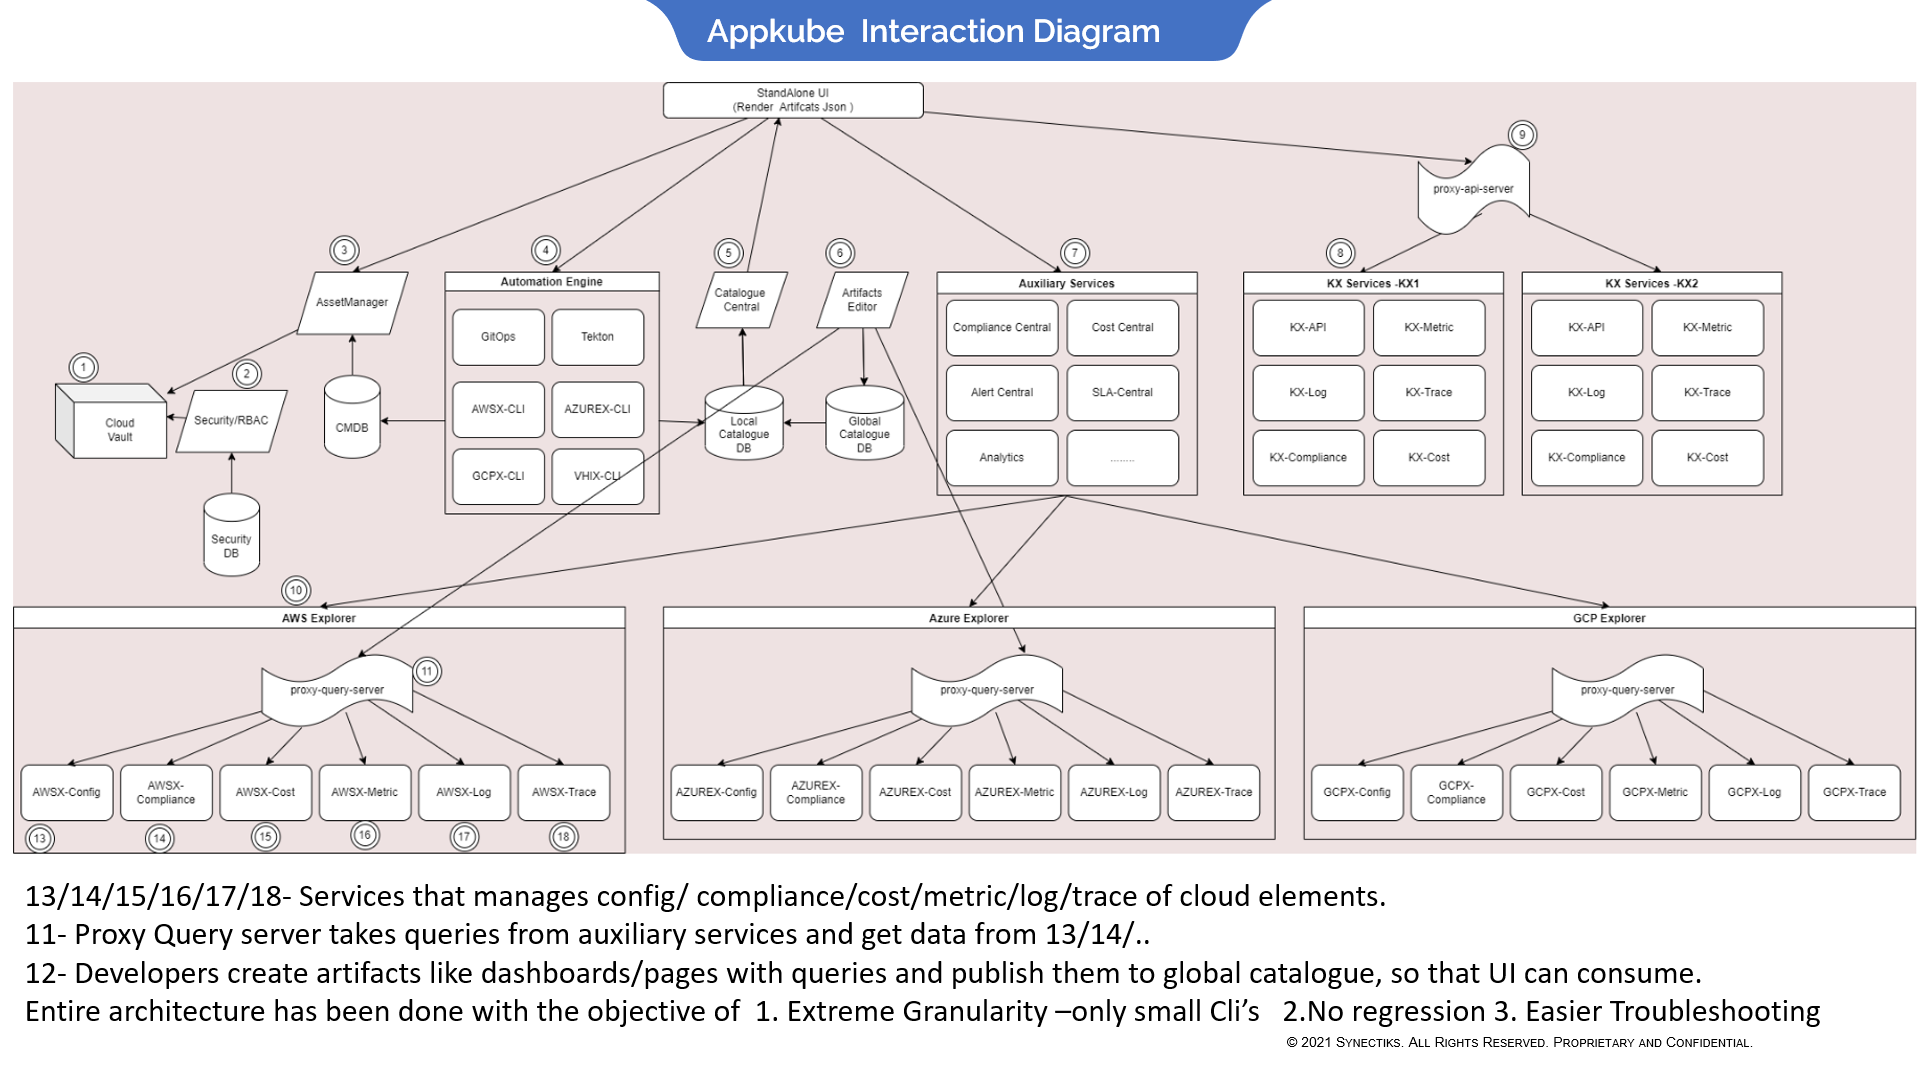 Appkube  Interaction Diagram
StandAlone UI
(Render  Artifcats Json )
9
proxy-api-server
3
4
5
6
7
8
AssetManager
Automation Engine
GitOps
Tekton
AWSX-CLI
AZUREX-CLI
GCPX-CLI
VHIX-CLI
Catalogue
Central
Artifacts
Editor
Auxiliary Services
Compliance Central
Cost Central
Alert Central
SLA-Central
Analytics
........
KX Services -KX1
KX-API
KX-Metric
KX-Log
KX-Trace
KX-Compliance
KX-Cost
KX Services -KX2
KX-API
KX-Metric
KX-Log
KX-Trace
KX-Compliance
KX-Cost
1
Cloud
Vault
2
Security/RBAC
CMDB
Local
Catalogue
DB
Global
Catalogue
DB
Security
DB
10
AWS Explorer
proxy-query-server
11
AWSX-Config
AWSX-
Compliance
AWSX-Cost
AWSX-Metric
AWSX-Log
AWSX-Trace
13
14
15
16
17
18
Azure Explorer
proxy-query-server
AZUREX-Config
AZUREX-
Compliance
AZUREX-Cost
AZUREX-Metric
AZUREX-Log
AZUREX-Trace
GCP Explorer
proxy-query-server
GCPX-Config
GCPX-
Compliance
GCPX-Cost
GCPX-Metric
GCPX-Log
GCPX-Trace
13/14/15/16/17/18- Services that manages config/ compliance/cost/metric/log/trace of cloud elements.
11- Proxy Query server takes queries from auxiliary services and get data from 13/14/..
12- Developers create artifacts like dashboards/pages with queries and publish them to global catalogue, so that UI can consume.
Entire architecture has been done with the objective of  1. Extreme Granularity –only small Cli’s   2.No regression 3. Easier Troubleshooting
© 2021 Synectiks. All Rights Reserved. Proprietary and Confidential.